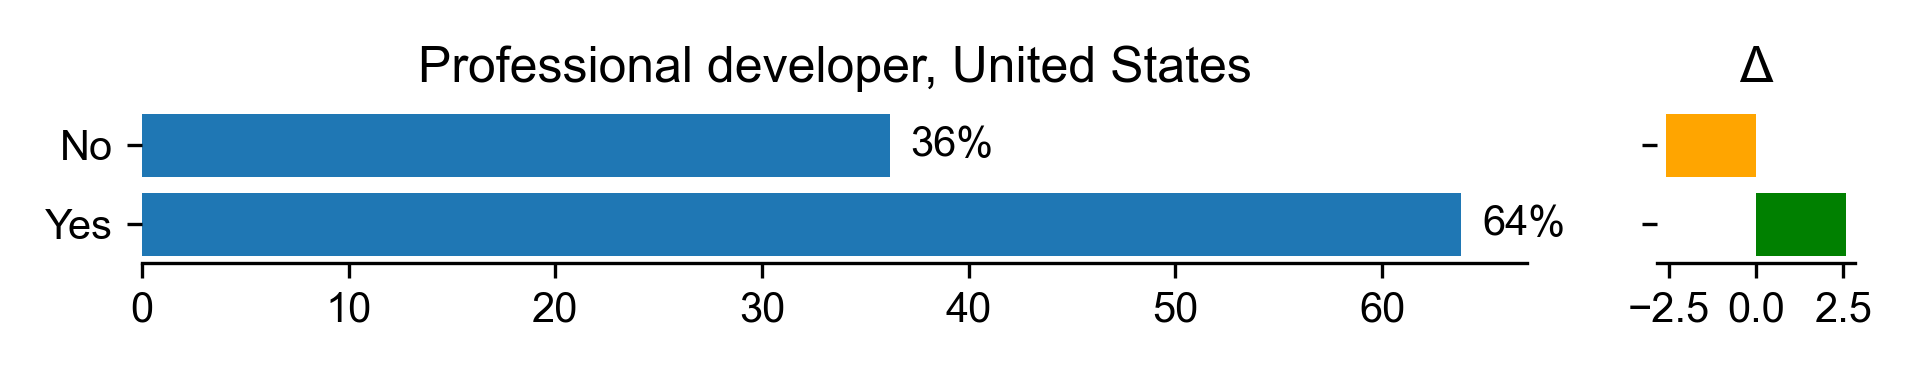 Professional developer, United States
Δ
No
36%
Yes
64%
0 10 20 30 40 50 60
−2.5 0.0 2.5